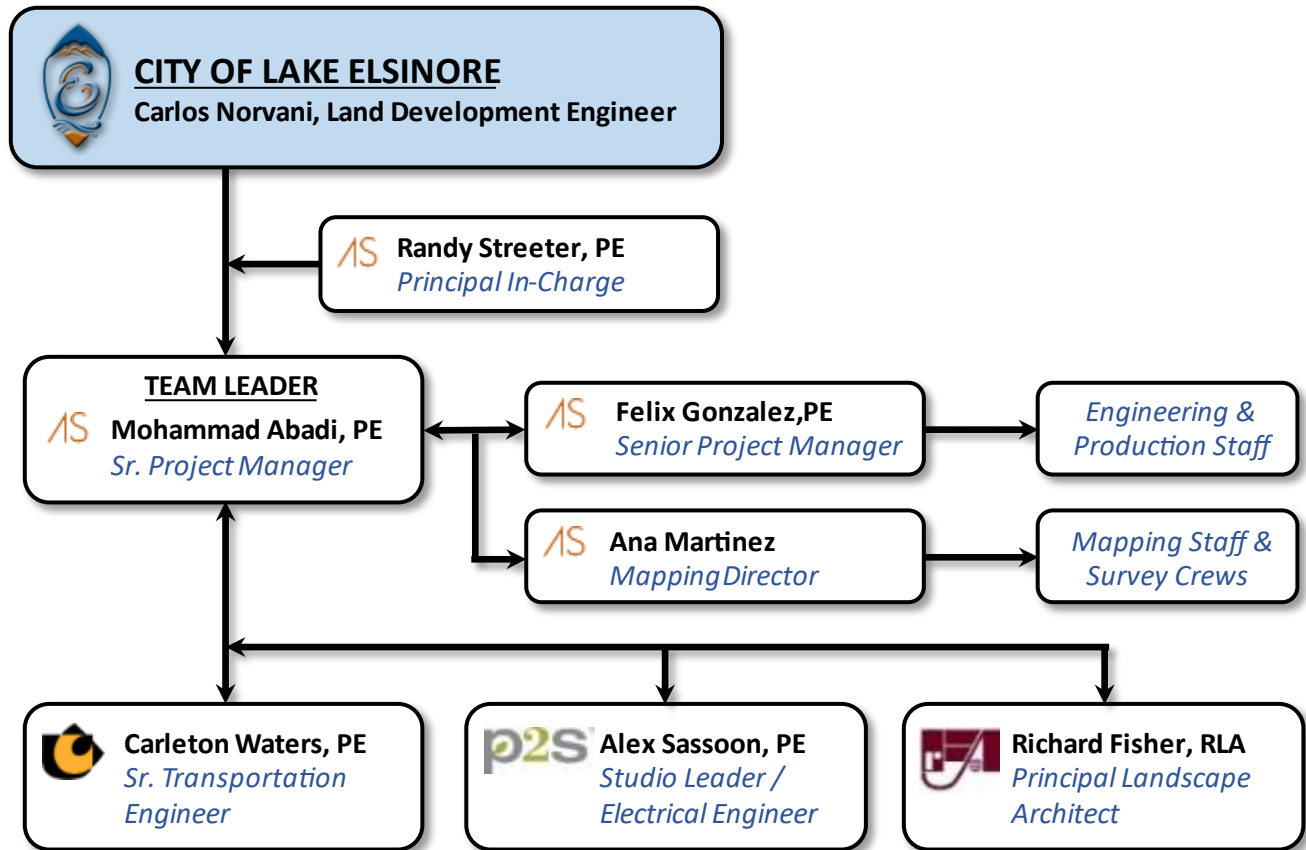 CITY OF LAKE ELSINORE
Carlos Norvani, Land Development Engineer
AS
Randy Streeter, PE
Principal In-Charge
TEAM LEADER
AS
Mohammad Abadi, PE
Sr. Project Manager
AS
Felix Gonzalez,PE
Senior Project Manager
Engineering &
Production Staff
AS
Ana Martinez
Mapping Director
Mapping Staff &
Survey Crews
Carleton Waters, PE
Sr. Transportation
Engineer
p2s
Alex Sassoon, PE
Studio Leader /
Electrical Engineer
rFA
Richard Fisher, RLA
Principal Landscape
Architect